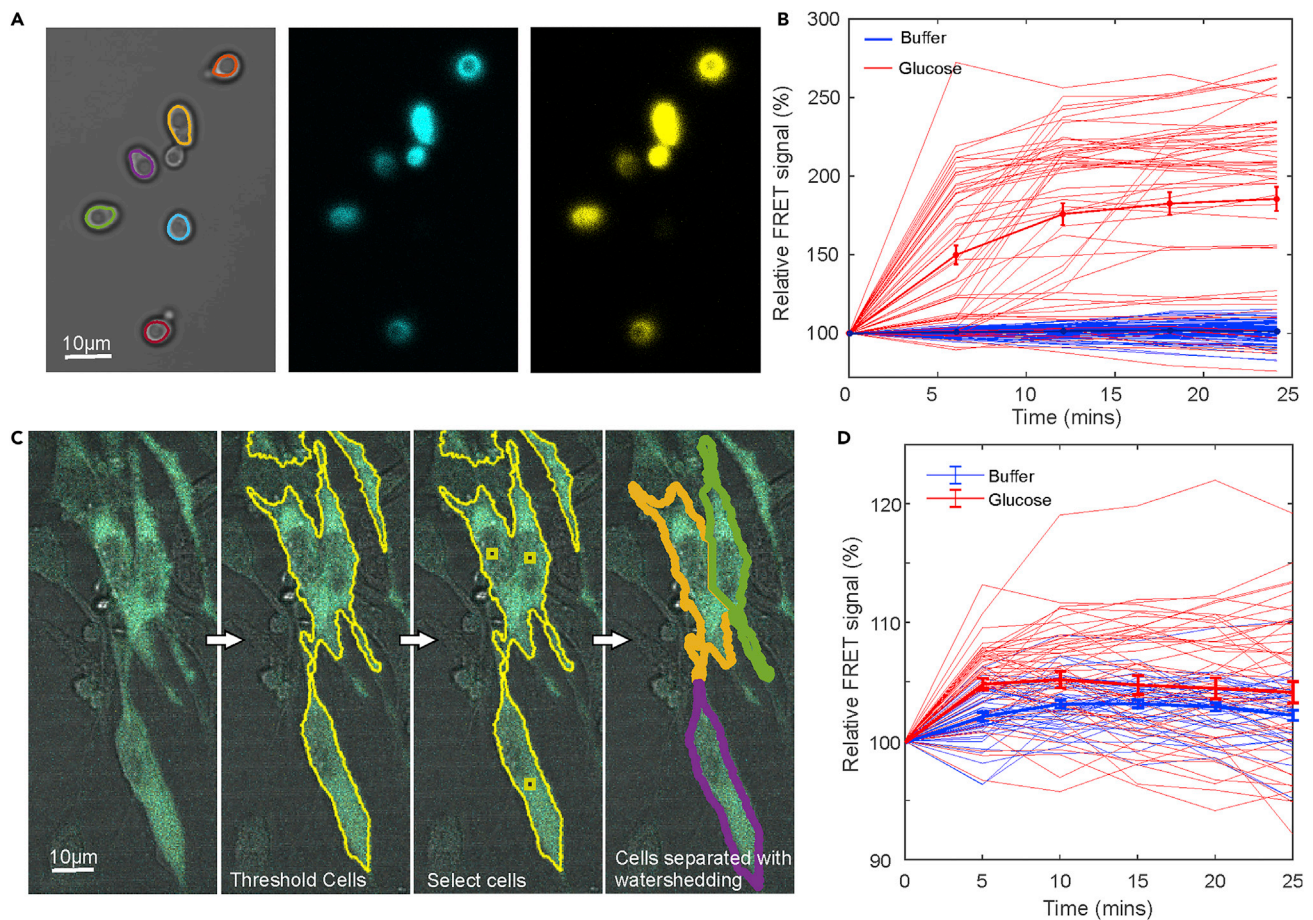 A
10µm
B
Relative FRET signal (%)
300
250
200
150
100
Buffer
Glucose
0
5
10
15
20
25
Time (mins)
C
10µm
Threshold Cells
Select cells
Cells separated with
watershedding
D
Relative FRET signal (%)
120
110
100
90
Buffer
Glucose
0
5
10
15
20
25
Time (mins)